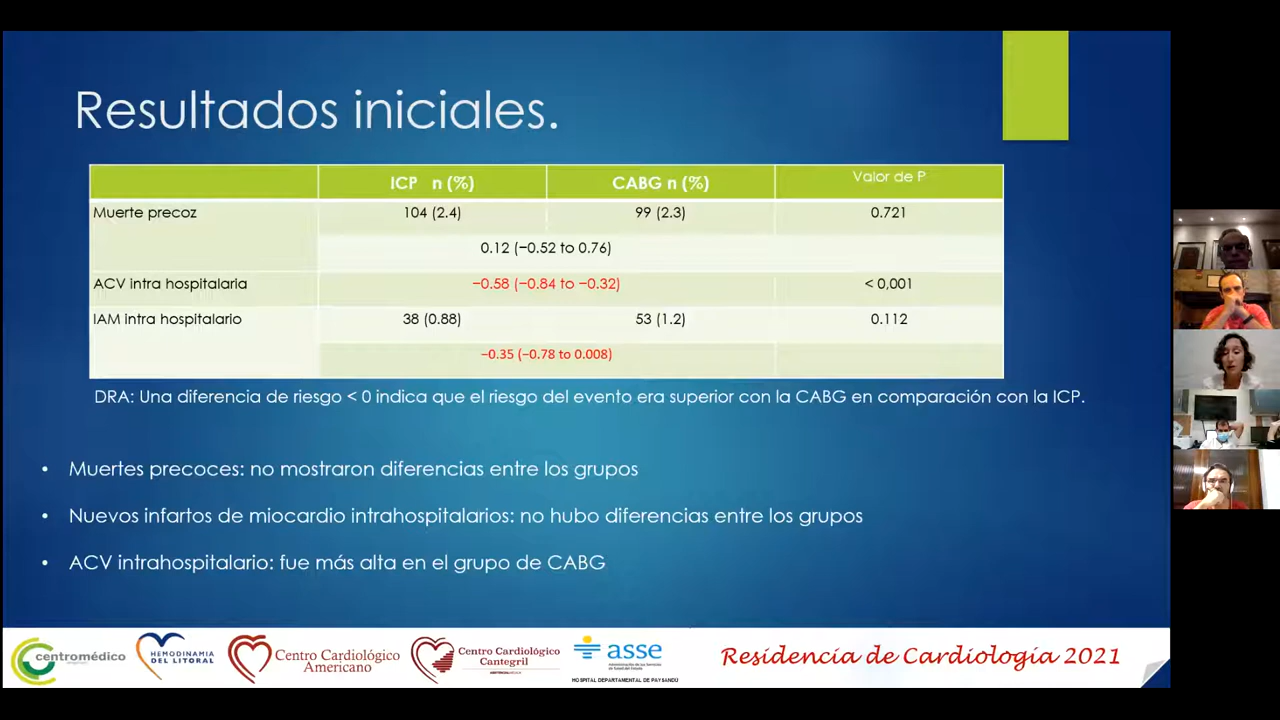 Resultados iniciales.
ICP n (%) CABG n (%) Valor de P
Muerte precoz 104 (2.4) 99 (2.3) 0.721
0.12 (−0.52 to 0.76)
ACV intra hospitalaria −0.58 (−0.84 to −0.32) < 0,001
IAM intra hospitalario 38 (0.88) 53 (1.2) 0.112
−0.35 (−0.78 to 0.008)
DRA: Una diferencia de riesgo < 0 indica que el riesgo del evento era superior con la CABG en comparación con la ICP.
• Muertes precoces: no mostraron diferencias entre los grupos
• Nuevos infartos de miocardio intrahospitalarios: no hubo diferencias entre los grupos
• ACV intrahospitalario: fue más alta en el grupo de CABG
centromédico
HEMODINAMIA
DEL LITORAL
Centro Cardiológico
Americano
Centro Cardiológico
Cantegril
asse
Administración de los Servicios
de Salud del Estado
HOSPITAL DEPARTAMENTAL DE PAYSANDÚ
Residencia de Cardiología 2021